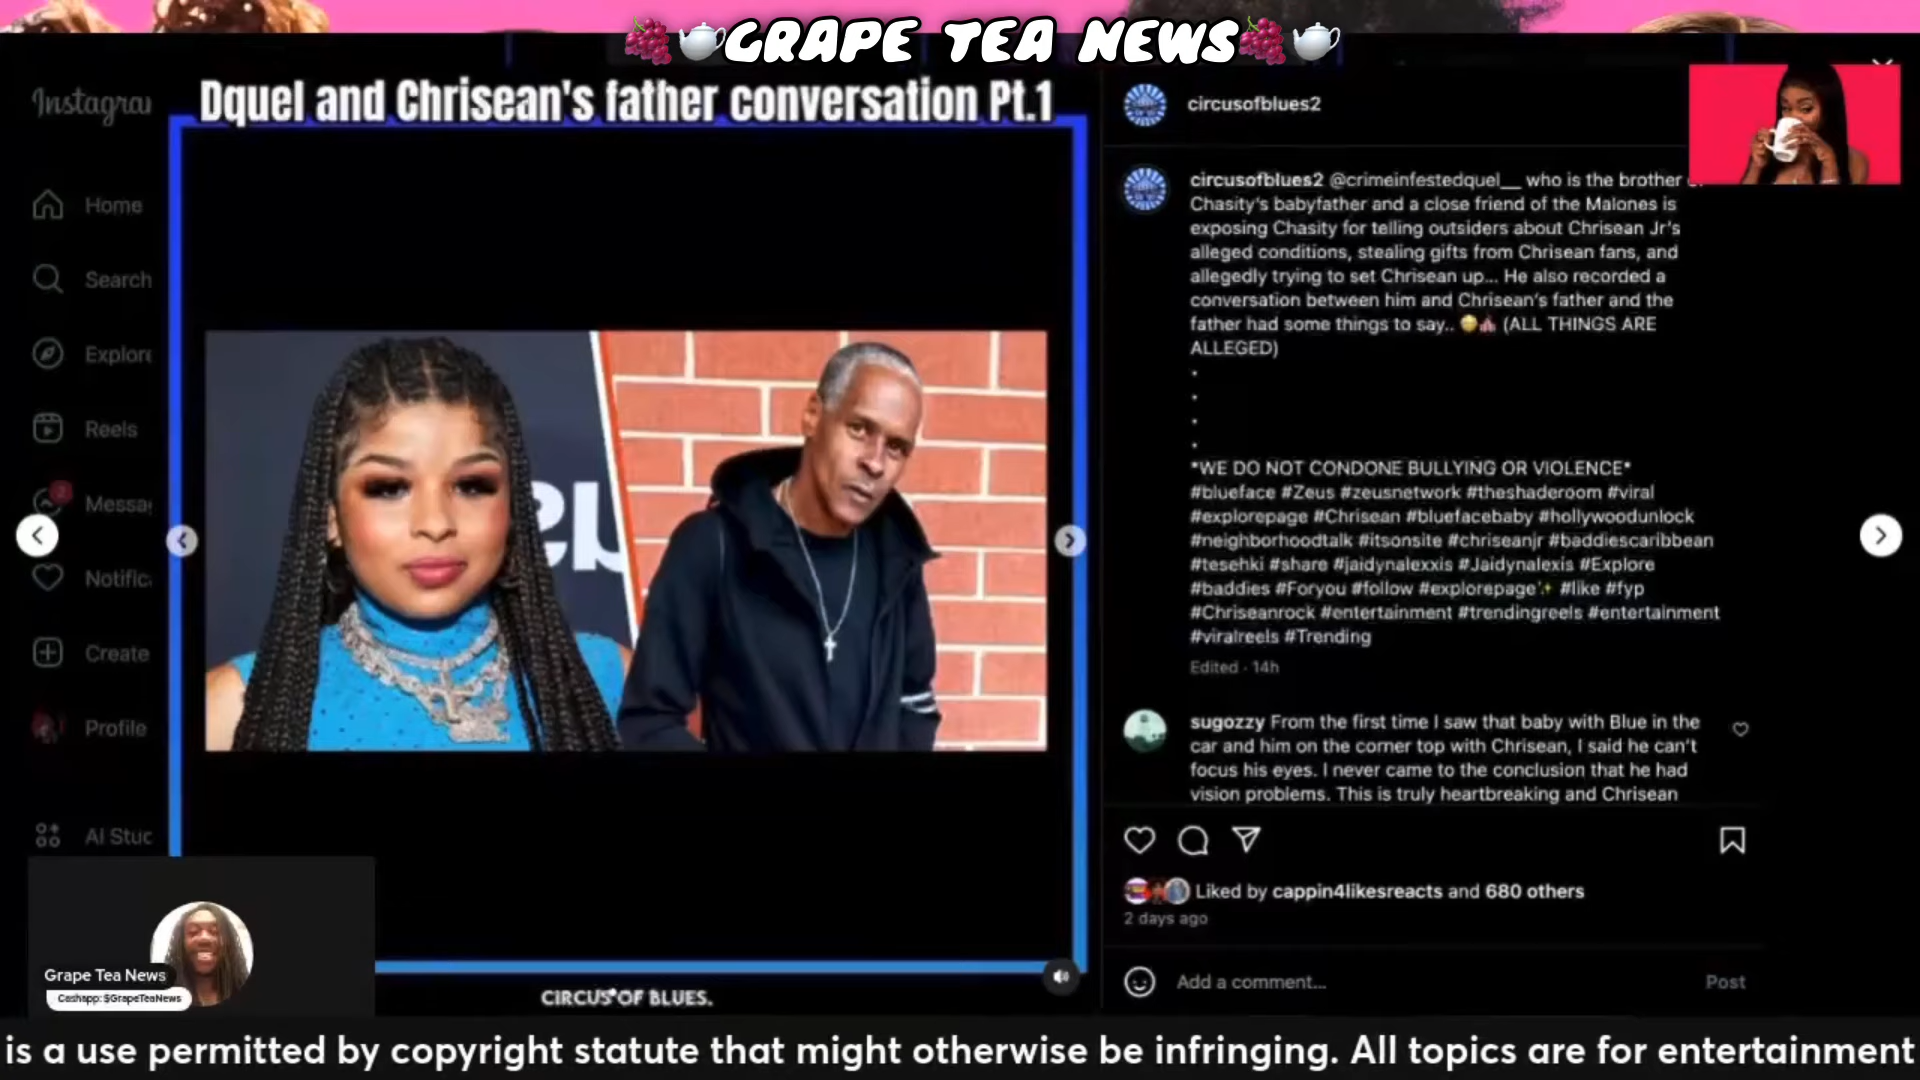 GRAPE TEA NEWS
Instagra
Home
Search
Explore
Reels
2
Messa
Notific
Create
Profile
AI Stuc
Dquel and Chrisean's father conversation Pt.1
CIRCUS OF BLUES.
Grape Tea News
Cashapp: $GrapeTeaNews
circusofblues2
circusofblues2 @crimeinfestedquel__ who is the brother
Chasity's babyfather and a close friend of the Malones is
exposing Chasity for telling outsiders about Chrisean Jr's
alleged conditions, stealing gifts from Chrisean fans, and
allegedly trying to set Chrisean up... He also recorded a
conversation between him and Chrisean's father and the
father had some things to say.. (ALL THINGS ARE
ALLEGED)
.
.
.
.
*WE DO NOT CONDONE BULLYING OR VIOLENCE*
#blueface #Zeus #zeusnetwork #theshaderoom #viral
#explorepage #Chrisean #bluefacebaby #hollywoodunlock
#neighborhoodtalk #itsonsite #chriseanjr #baddiescaribbean
#tesehki #share #jaidynalexxis #Jaidynalexis #Explore
#baddies #Foryou #follow #explorepage✨ #like #fyp
#Chriseanrock #entertainment #trendingreels #entertainment
#viralreels #Trending
Edited · 14h
sugozzy From the first time I saw that baby with Blue in the
car and him on the corner top with Chrisean, I said he can't
focus his eyes. I never came to the conclusion that he had
vision problems. This is truly heartbreaking and Chrisean
Liked by cappin4likesreacts and 680 others
2 days ago
Add a comment...
Post
is a use permitted by copyright statute that might otherwise be infringing. All topics are for entertainment